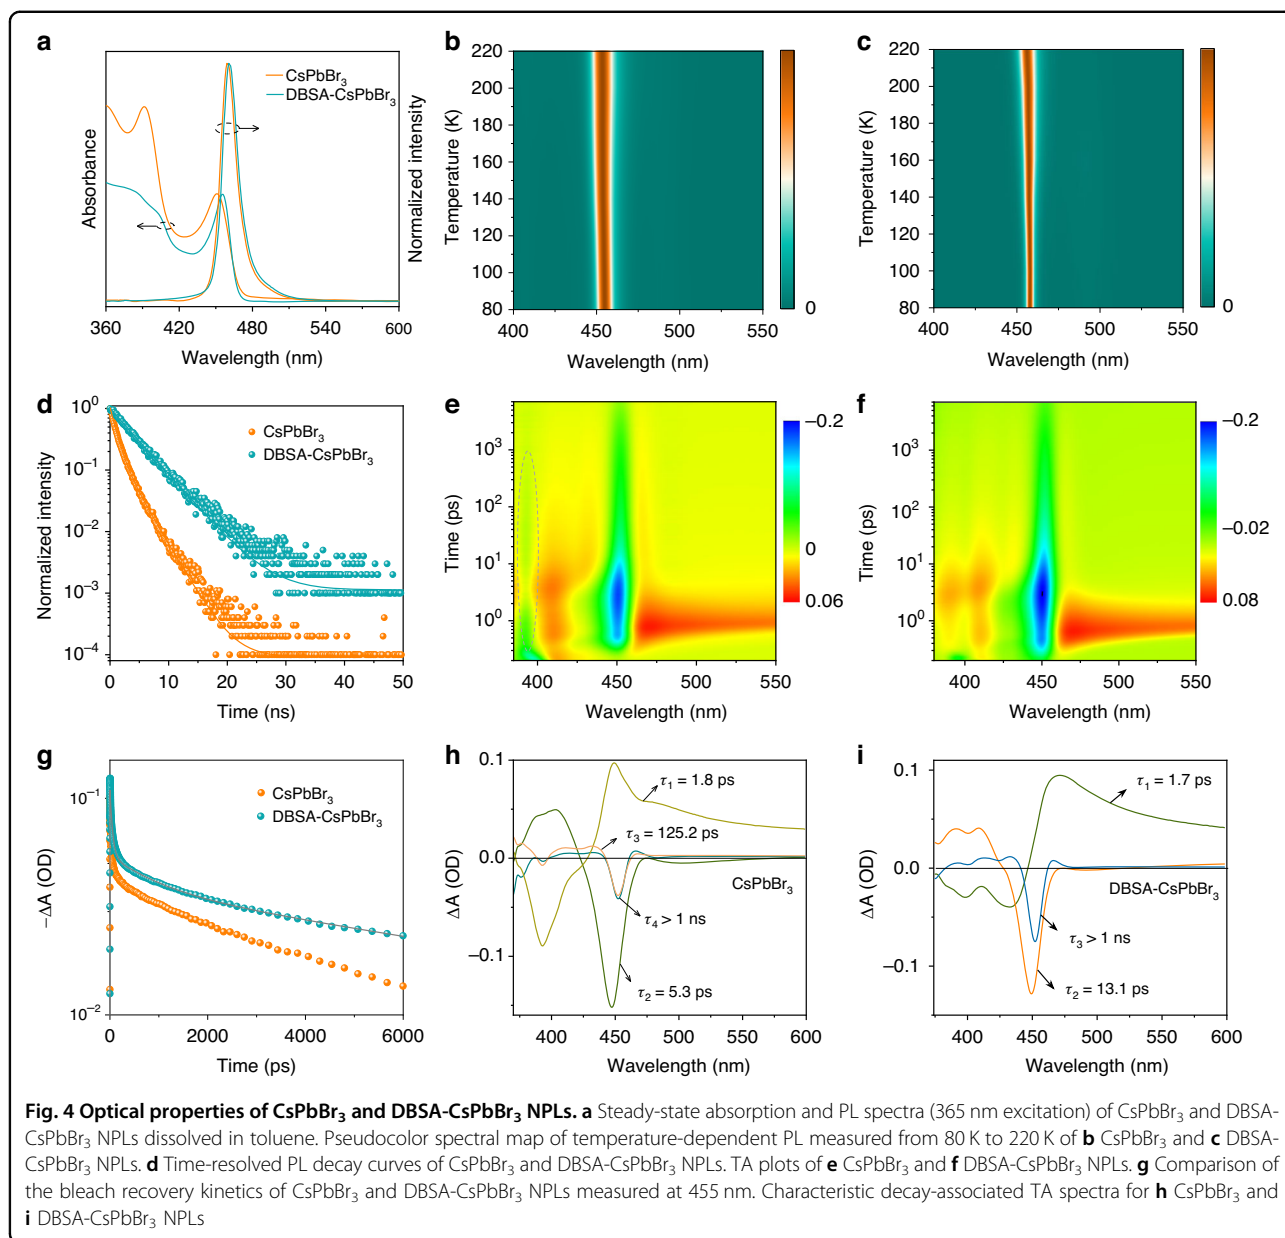 a
CsPbBr3
DBSA-CsPbBr3
Absorbance
Normalized intensity
360 420 480 540 600
Wavelength (nm)
b
220
200
180
160
140
120
100
80
Temperature (K)
400 450 500 550
Wavelength (nm)
0
c
220
200
180
160
140
120
100
80
Temperature (K)
400 450 500 550
Wavelength (nm)
0
d
10^0
10^-1
10^-2
10^-3
10^-4
Normalized intensity
CsPbBr3
DBSA-CsPbBr3
0 10 20 30 40 50
Time (ns)
e
10^3
10^2
10^1
10^0
Time (ps)
400 450 500 550
Wavelength (nm)
−0.2
0
0.06
f
10^3
10^2
10^1
10^0
Time (ps)
400 450 500 550
Wavelength (nm)
−0.2
−0.02
0.08
g
10^-1
10^-2
−ΔA (OD)
CsPbBr3
DBSA-CsPbBr3
0 2000 4000 6000
Time (ps)
h
0.1
0.0
−0.1
ΔA (OD)
τ1 = 1.8 ps
τ3 = 125.2 ps
CsPbBr3
τ4 > 1 ns
τ2 = 5.3 ps
400 450 500 550 600
Wavelength (nm)
i
0.1
0.0
−0.1
ΔA (OD)
τ1 = 1.7 ps
DBSA-CsPbBr3
τ3 > 1 ns
τ2 = 13.1 ps
400 450 500 550 600
Wavelength (nm)
Fig. 4 Optical properties of CsPbBr3 and DBSA-CsPbBr3 NPLs. a Steady-state absorption and PL spectra (365 nm excitation) of CsPbBr3 and DBSA-
CsPbBr3 NPLs dissolved in toluene. Pseudocolor spectral map of temperature-dependent PL measured from 80 K to 220 K of b CsPbBr3 and c DBSA-
CsPbBr3 NPLs. d Time-resolved PL decay curves of CsPbBr3 and DBSA-CsPbBr3 NPLs. TA plots of e CsPbBr3 and f DBSA-CsPbBr3 NPLs. g Comparison of
the bleach recovery kinetics of CsPbBr3 and DBSA-CsPbBr3 NPLs measured at 455 nm. Characteristic decay-associated TA spectra for h CsPbBr3 and
i DBSA-CsPbBr3 NPLs